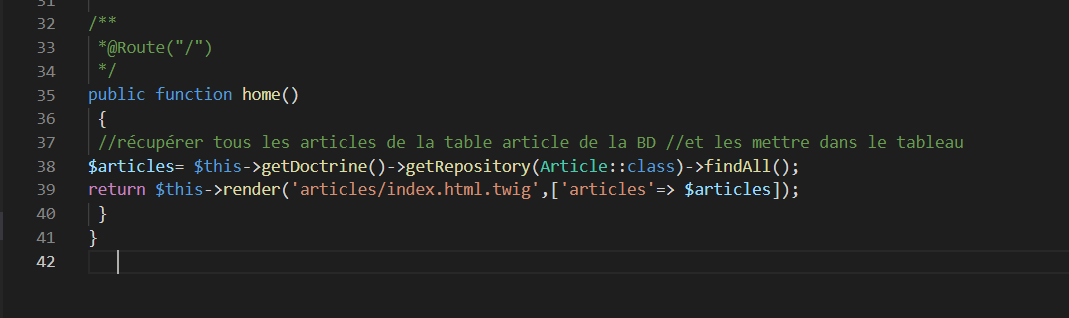 31
32 /**
33 *@Route("/")
34 */
35 public function home()
36 {
37 //récupérer tous les articles de la table article de la BD //et les mettre dans le tableau
38 $articles= $this->getDoctrine()->getRepository(Article::class)->findAll();
39 return $this->render('articles/index.html.twig',['articles'=> $articles]);
40 }
41 }
42